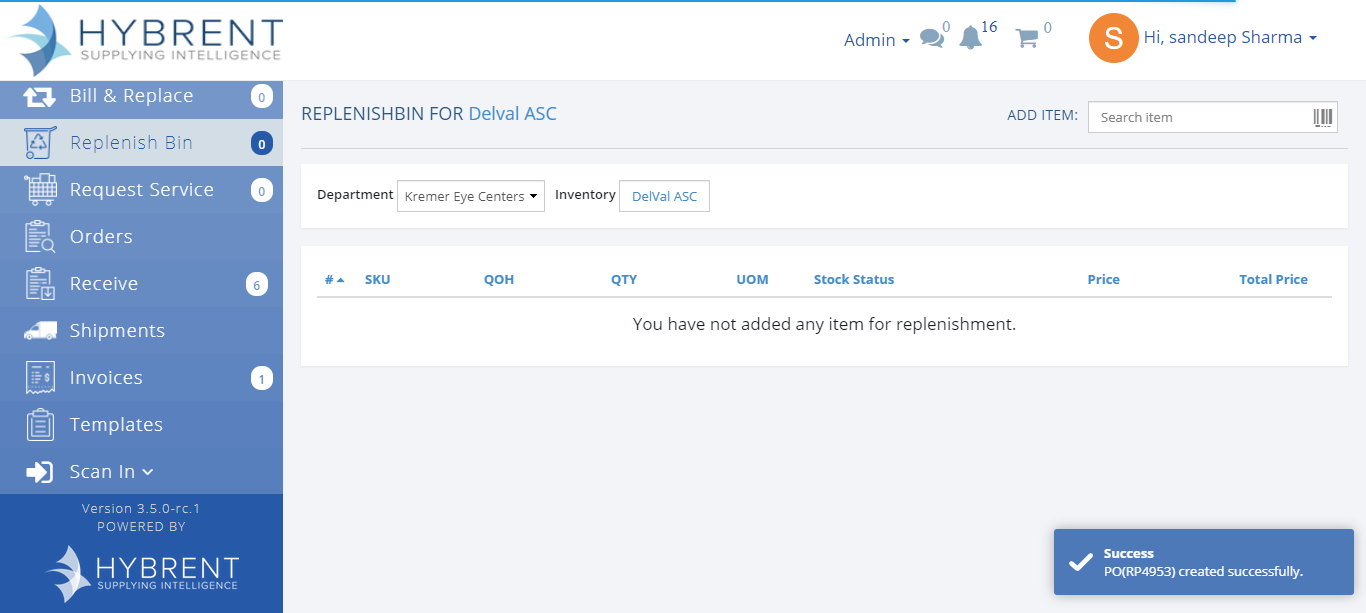 HYBRENT
SUPPLYING INTELLIGENCE
Admin
0
16
0
S
Hi, sandeep Sharma
Bill & Replace 0
Replenish Bin 0
Request Service 0
Orders
Receive 6
Shipments
Invoices 1
Templates
Scan In
Version 3.5.0-rc.1
POWERED BY
HYBRENT
SUPPLYING INTELLIGENCE
REPLENISHBIN FOR Delval ASC
ADD ITEM: Search item
Department Kremer Eye Centers Inventory DelVal ASC
# SKU QOH QTY UOM Stock Status Price Total Price
You have not added any item for replenishment.
Success
PO(RP4953) created successfully.